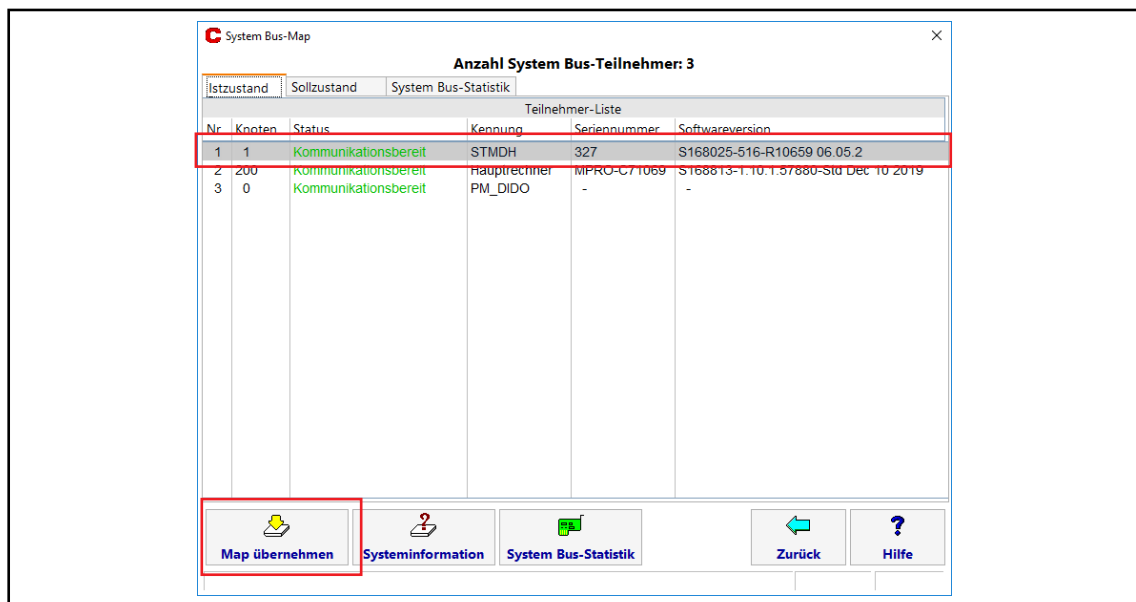 System Bus-Map
Anzahl System Bus-Teilnehmer: 3
Istzustand Sollzustand System Bus-Statistik
Teilnehmer-Liste
Nr. Knoten Status Kennung Seriennummer Softwareversion
1 1 Kommunikationsbereit STMDH 327 S168025-516-R10659 06.05.2
2 200 Kommunikationsbereit Hauptrechner MPRO-C71069 S168813-1.10.1.57880-Std Dec 10 2019
3 0 Kommunikationsbereit PM_DIDO - -
Map übernehmen Systeminformation System Bus-Statistik Zurück Hilfe